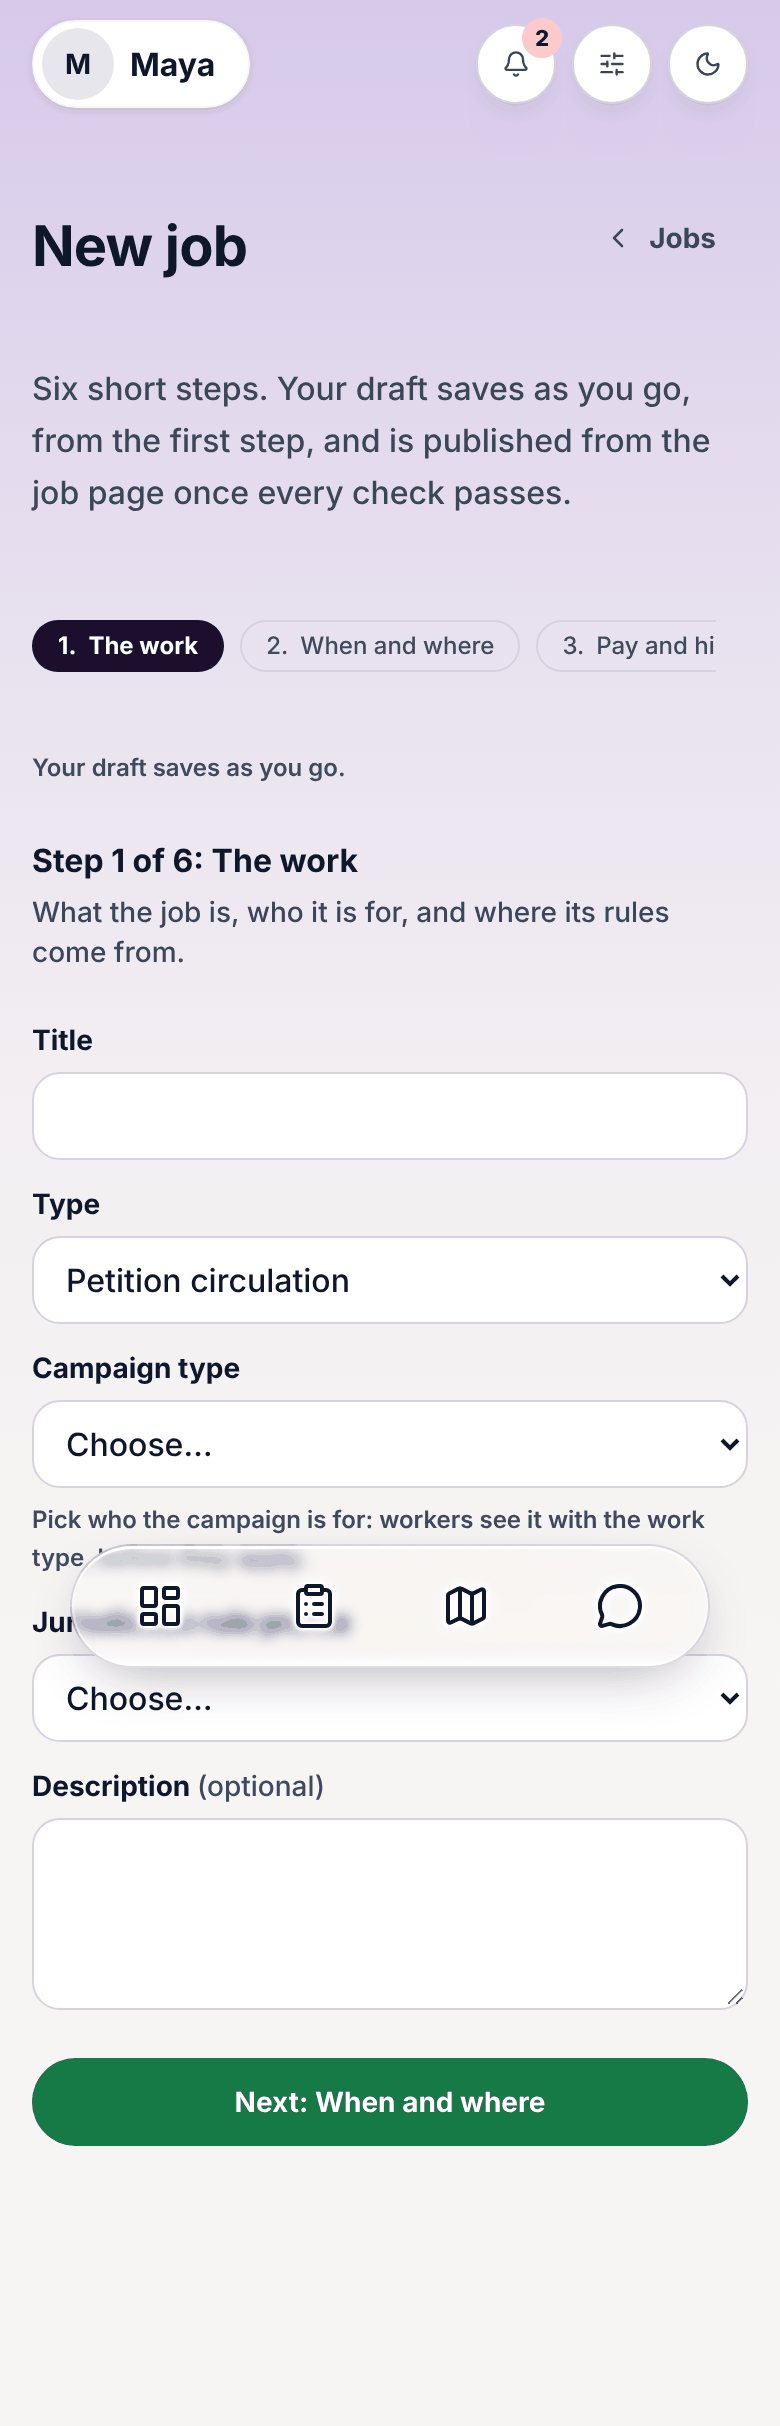 M Maya
2
New job
Jobs
Six short steps. Your draft saves as you go,
from the first step, and is published from the
job page once every check passes.
1. The work
2. When and where
3. Pay and hi
Your draft saves as you go.
Step 1 of 6: The work
What the job is, who it is for, and where its rules
come from.
Title
Type
Petition circulation
Campaign type
Choose...
Pick who the campaign is for: workers see it with the work
type
Choose...
Description (optional)
Next: When and where